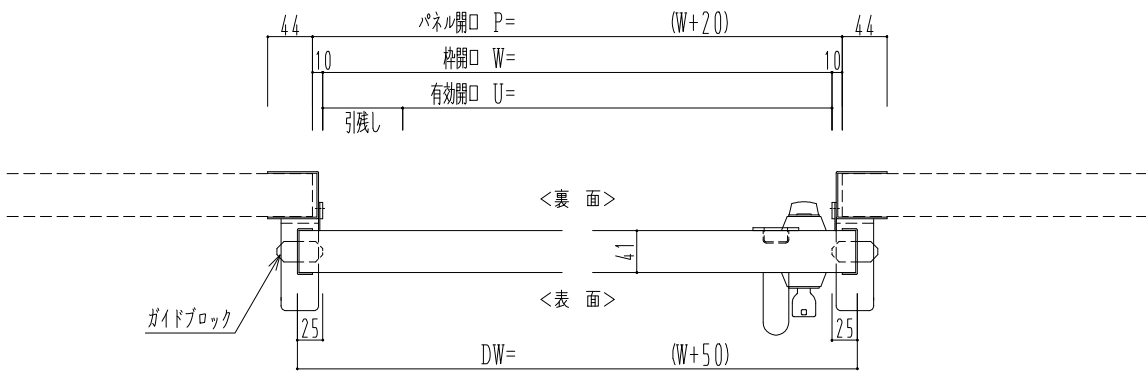 44 パネル開口 P= (W+20) 44
10 枠開口 W= 10
有効開口 U=
引残し
<裏 面>
41
<表 面>
ガイドブロック
25 25
DW= (W+50)